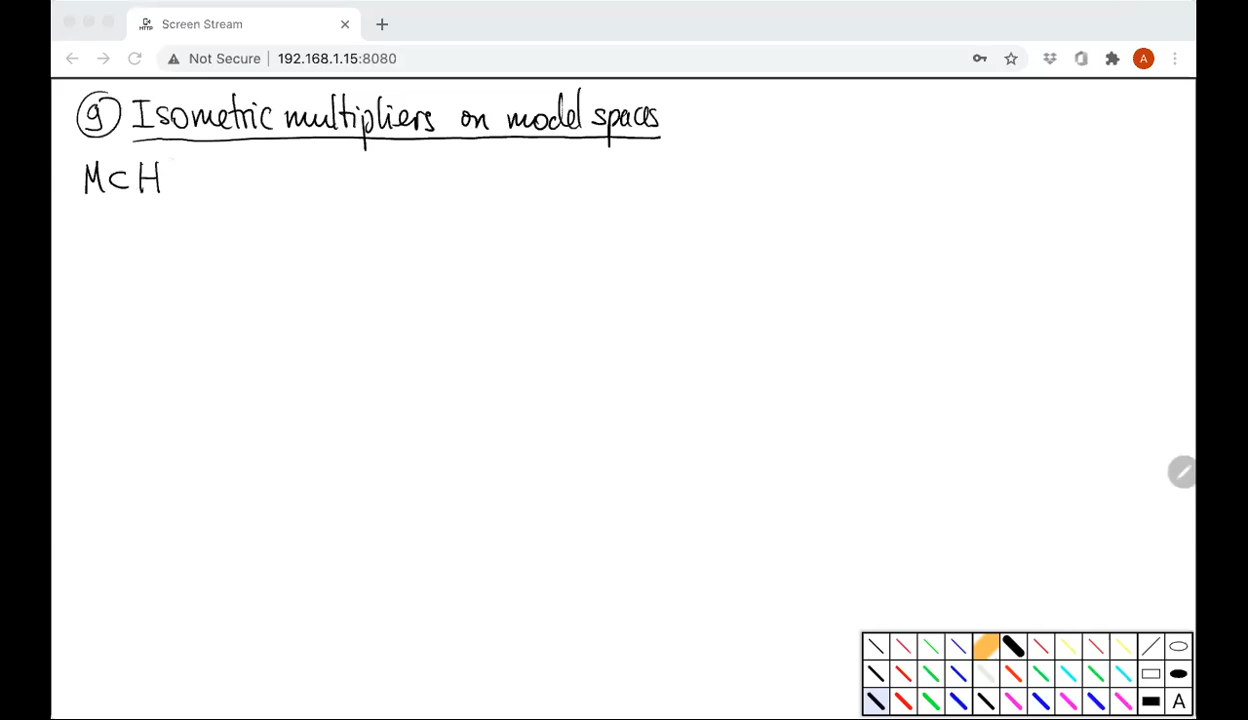 Screen Stream
Not Secure | 192.168.1.15:8080
A
⑨ Isometric multipliers on model spaces
M ⊂ H
A